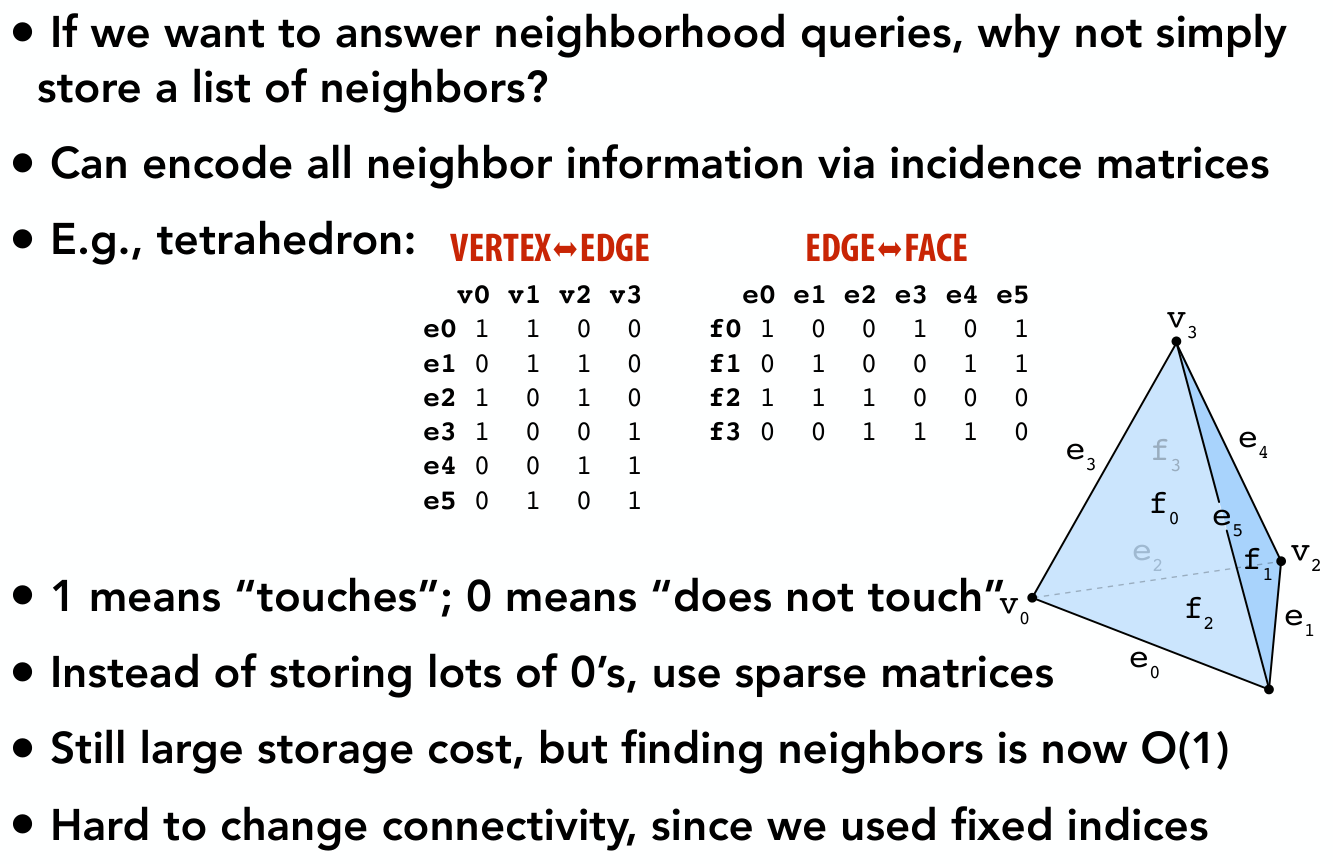 • If we want to answer neighborhood queries, why not simply
store a list of neighbors?
• Can encode all neighbor information via incidence matrices
• E.g., tetrahedron:
VERTEX↔EDGE
v0 v1 v2 v3
e0 1 1 0 0
e1 0 1 1 0
e2 1 0 1 0
e3 1 0 0 1
e4 0 0 1 1
e5 0 1 0 1
EDGE↔FACE
e0 e1 e2 e3 e4 e5
f0 1 0 0 1 0 1
f1 0 1 0 0 1 1
f2 1 1 1 0 0 0
f3 0 0 1 1 1 0
v3
e3
f3
e4
f0
e5
e2
f1
v2
v0
f2
e1
e0
• 1 means “touches”; 0 means “does not touch”
• Instead of storing lots of 0’s, use sparse matrices
• Still large storage cost, but finding neighbors is now O(1)
• Hard to change connectivity, since we used fixed indices